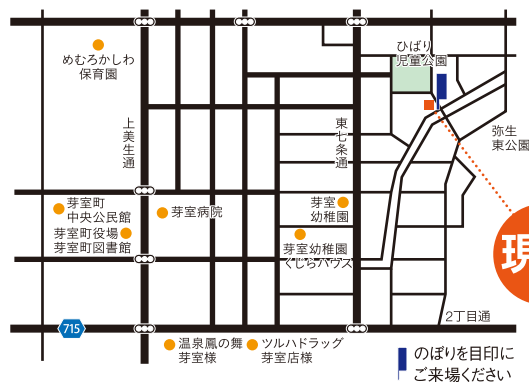 めむろかしわ
保育園
ひばり
児童公園
上美生通
東七条通
弥生
東公園
芽室町
中央公民館
芽室病院
芽室
幼稚園
芽室町役場
芽室町図書館
芽室幼稚園
くじらハウス
現
2丁目通
715
温泉鳳の舞
芽室様
ツルハドラッグ
芽室店様
のぼりを目印に
ご来場ください